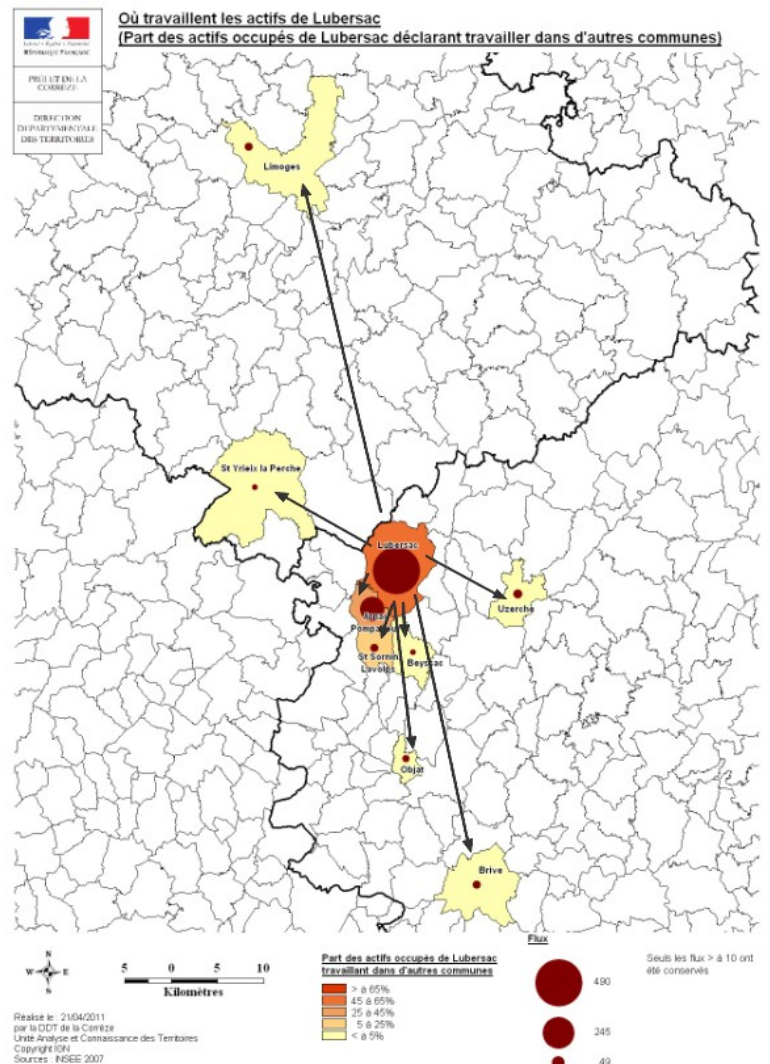 Où travaillent les actifs de Lubersac
(Part des actifs occupés de Lubersac déclarant travailler dans d'autres communes)
RÉPUBLIQUE FRANÇAISE
PRÉFET DE LA
CORRÈZE
DIRECTION
DÉPARTEMENTALE
DES TERRITOIRES
Limoges
St Yrieix la Perche
Lubersac
Uzerche
St Sornin
Lavolps
Beyssac
Objat
Brive
N
W E
S
5 0 5 10
Kilomètres
Réalisé le : 21/04/2011
par la DDT de la Corrèze
Unité Analyse et Connaissance des Territoires
Copyright IGN
Sources : INSEE 2007
Part des actifs occupés de Lubersac
travaillant dans d'autres communes
> à 65%
45 à 65%
25 à 45%
5 à 25%
< à 5%
Flux
490
245
49
Seuls les flux > à 10 ont
été conservés